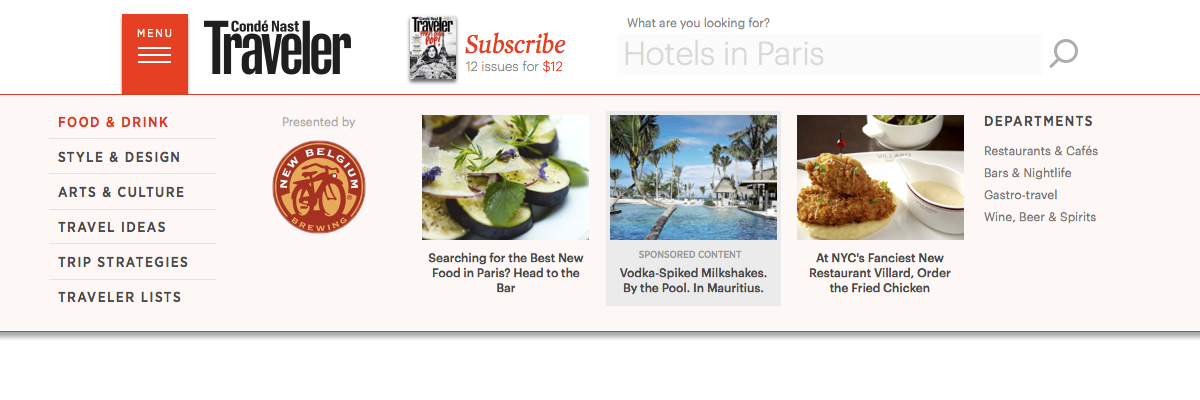 MENU
Condé Nast
Traveler
Traveler
POP!
Subscribe
12 issues for $12
What are you looking for?
Hotels in Paris
FOOD & DRINK
STYLE & DESIGN
ARTS & CULTURE
TRAVEL IDEAS
TRIP STRATEGIES
TRAVELER LISTS
Presented by
NEW BELGIUM
BREWING
Searching for the Best New
Food in Paris? Head to the
Bar
SPONSORED CONTENT
Vodka-Spiked Milkshakes.
By the Pool. In Mauritius.
VILLARD
At NYC's Fanciest New
Restaurant Villard, Order
the Fried Chicken
DEPARTMENTS
Restaurants & Cafés
Bars & Nightlife
Gastro-travel
Wine, Beer & Spirits